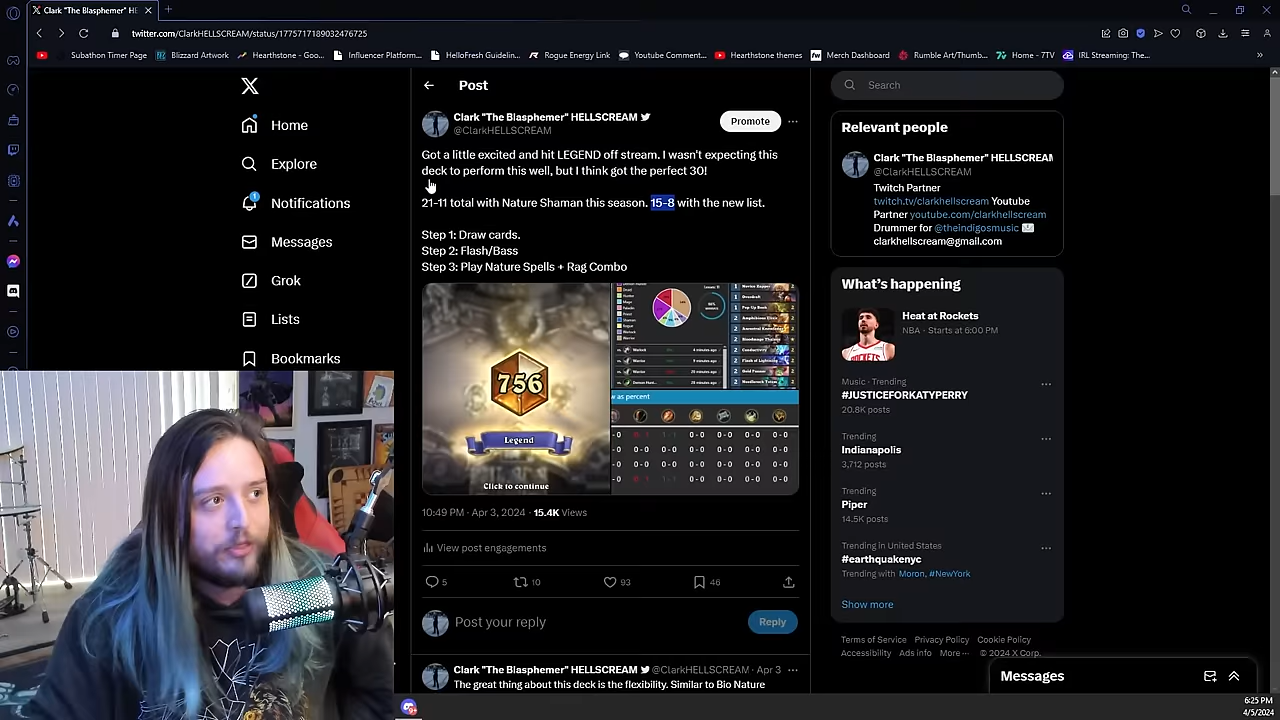 Clark "The Blasphemer" HE
twitter.com/ClarkHELLSCREAM/status/1775717189032476725
Subathon Timer Page
Blizzard Artwork
Hearthstone - Goo...
Influencer Platform...
HelloFresh Guidelin...
Rogue Energy Link
Youtube Comment...
Hearthstone themes
Merch Dashboard
Rumble Art/Thumb...
Home - 7TV
IRL Streaming: The...
Home
Explore
Notifications
Messages
Grok
Lists
Bookmarks
Post
Clark "The Blasphemer" HELLSCREAM
@ClarkHELLSCREAM
Promote
Got a little excited and hit LEGEND off stream. I wasn't expecting this
deck to perform this well, but I think got the perfect 30!
21-11 total with Nature Shaman this season. 15-8 with the new list.
Step 1: Draw cards.
Step 2: Flash/Bass
Step 3: Play Nature Spells + Rag Combo
756
Legend
Click to continue
w as percent
10:49 PM · Apr 3, 2024 · 15.4K Views
View post engagements
5
10
93
46
Post your reply
Reply
Clark "The Blasphemer" HELLSCREAM @ClarkHELLSCREAM · Apr 3
The great thing about this deck is the flexibility. Similar to Bio Nature
Search
Relevant people
Clark "The Blasphemer" HELLSCREAM
@ClarkHELLSCREAM
Twitch Partner
twitch.tv/clarkhellscream Youtube
Partner youtube.com/clarkhellscream
Drummer for @theindigosmusic
clarkhellscream@gmail.com
What's happening
Heat at Rockets
NBA · Starts at 6:00 PM
Music · Trending
#JUSTICEFORKATYPERRY
20.8K posts
Trending
Indianapolis
3,712 posts
Trending
Piper
14.5K posts
Trending in United States
#earthquakenyc
Trending with Moron, #NewYork
Show more
Terms of Service Privacy Policy Cookie Policy
Accessibility Ads info More ··· © 2024 X Corp.
Messages
6:25 PM
4/5/2024